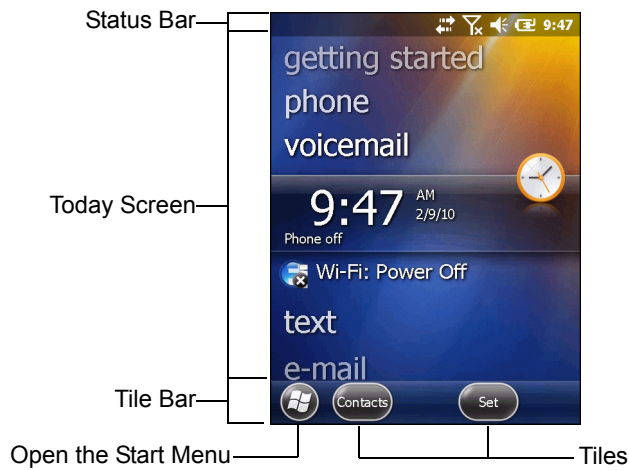 Status Bar
9:47
getting started
phone
voicemail
Today Screen
9:47 AM
2/9/10
Phone off
Wi-Fi: Power Off
text
e-mail
Tile Bar
Contacts
Set
Open the Start Menu
Tiles